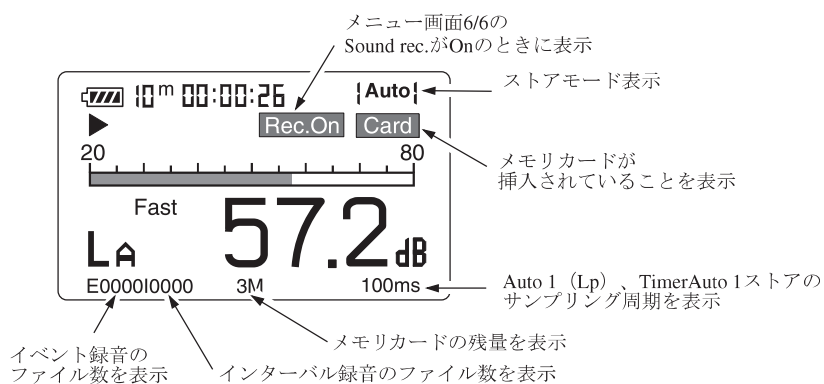 メニュー画面6/6の
Sound rec.がOnのときに表示
10m 00:00:26
Auto
ストアモード表示
Rec.On
Card
20
80
メモリカードが
挿入されていることを表示
Fast
57.2
LA
dB
E0000I0000
3M
100ms
Auto 1（Lp）、TimerAuto 1ストアの
サンプリング周期を表示
メモリカードの残量を表示
イベント録音の
ファイル数を表示
インターバル録音のファイル数を表示